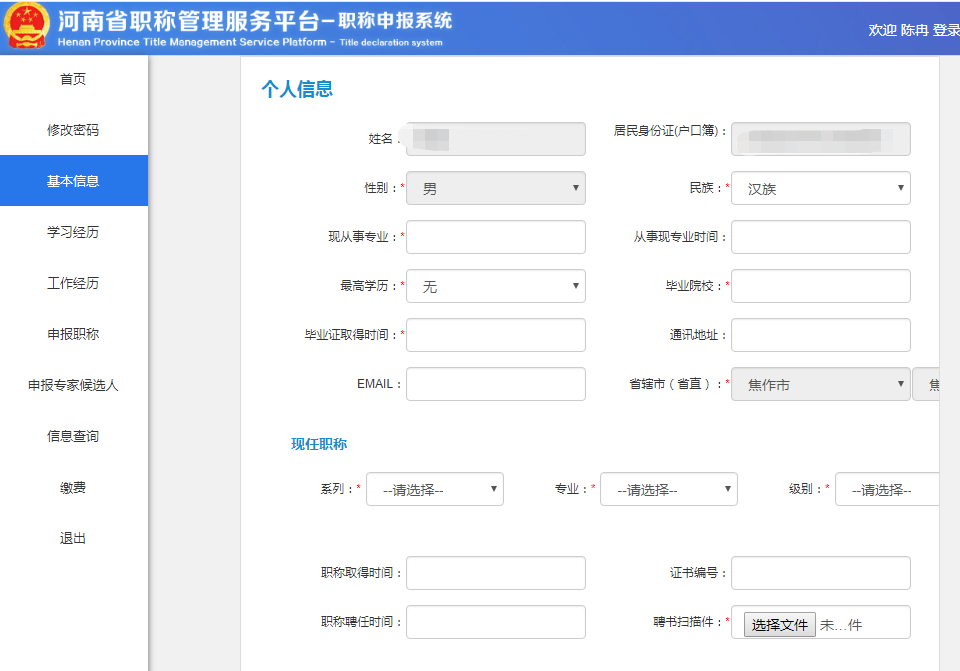 河南省职称管理服务平台-职称申报系统
Henan Province Title Management Service Platform - Title declaration system
欢迎 陈冉 登录
首页
修改密码
基本信息
学习经历
工作经历
申报职称
申报专家候选人
信息查询
缴费
退出
个人信息
姓名：
居民身份证(户口簿)：
性别：* 男
民族：* 汉族
现从事专业：*
从事现专业时间：
最高学历：* 无
毕业院校：*
毕业证取得时间：*
通讯地址：
EMAIL：
省辖市（省直）：* 焦作市 焦
现任职称
系列：* --请选择-- 专业：* --请选择-- 级别：* --请选择--
职称取得时间：
证书编号：
职称聘任时间：
聘书扫描件：* 选择文件 未...件